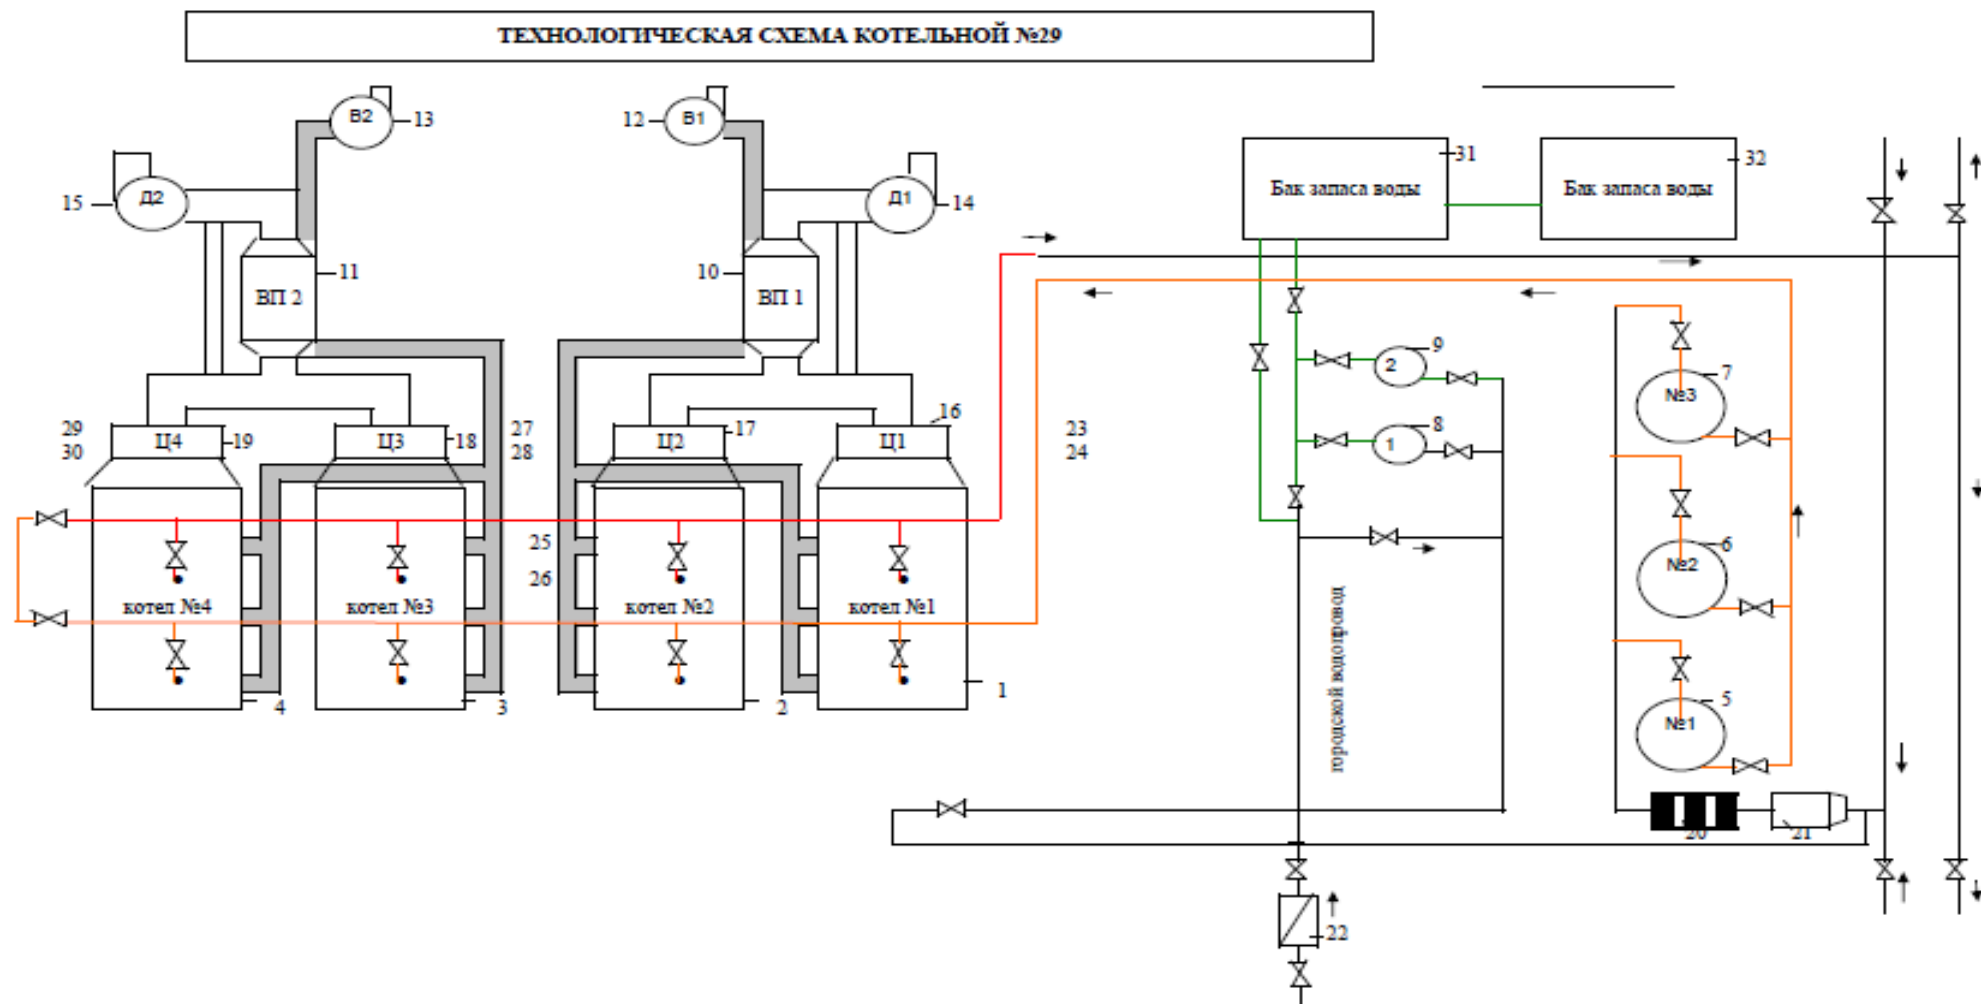 ТЕХНОЛОГИЧЕСКАЯ СХЕМА КОТЕЛЬНОЙ №29
В2
13
12
В1
15
Д2
Д1
14
31
Бак запаса воды
32
Бак запаса воды
ВП 2
11
10
ВП 1
9
2
8
1
7
№3
29
30
Ц4
19
Ц3
18
27
28
Ц2
17
16
Ц1
23
24
25
26
6
№2
котел №4
котел №3
котел №2
котел №1
4
3
2
1
городской водопровод
5
№1
20
21
22